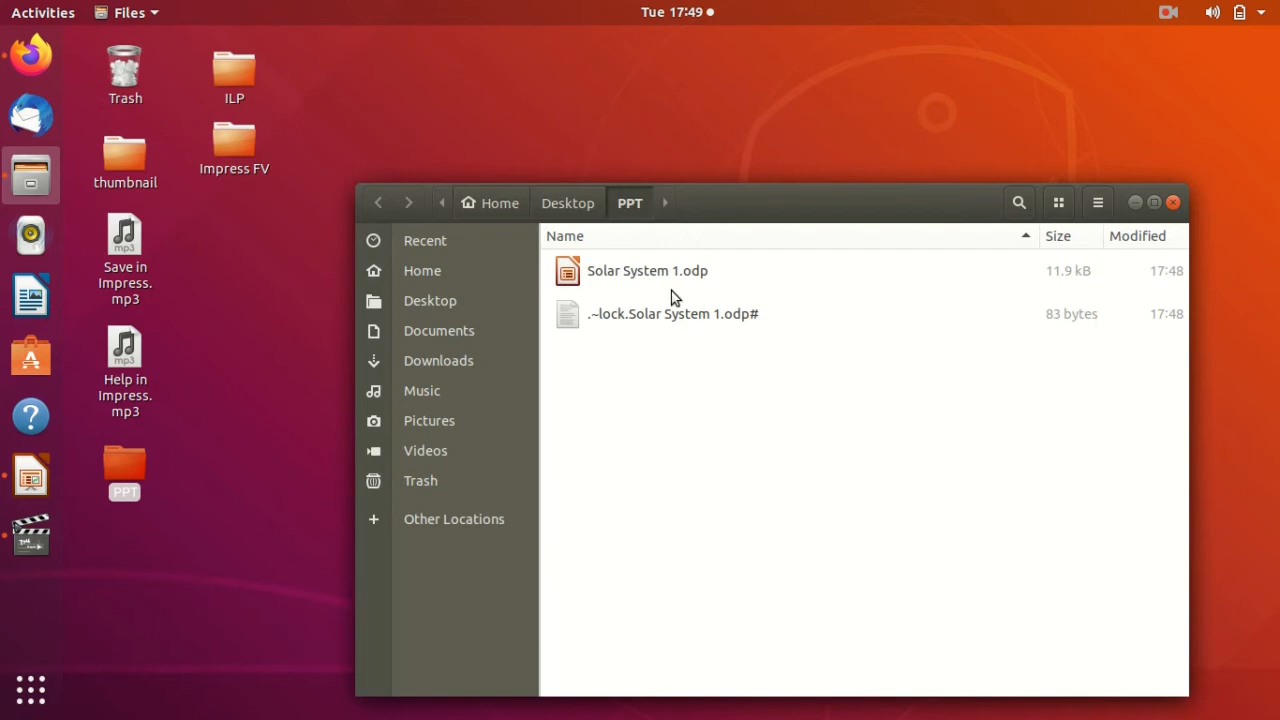 Activities Files Tue 17:49
Trash
ILP
thumbnail
Impress FV
Save in
Impress.
mp3
Help in
Impress.
mp3
PPT
Home Desktop PPT
Recent
Home
Desktop
Documents
Downloads
Music
Pictures
Videos
Trash
Other Locations
Name Size Modified
Solar System 1.odp 11.9 kB 17:48
.~lock.Solar System 1.odp# 83 bytes 17:48